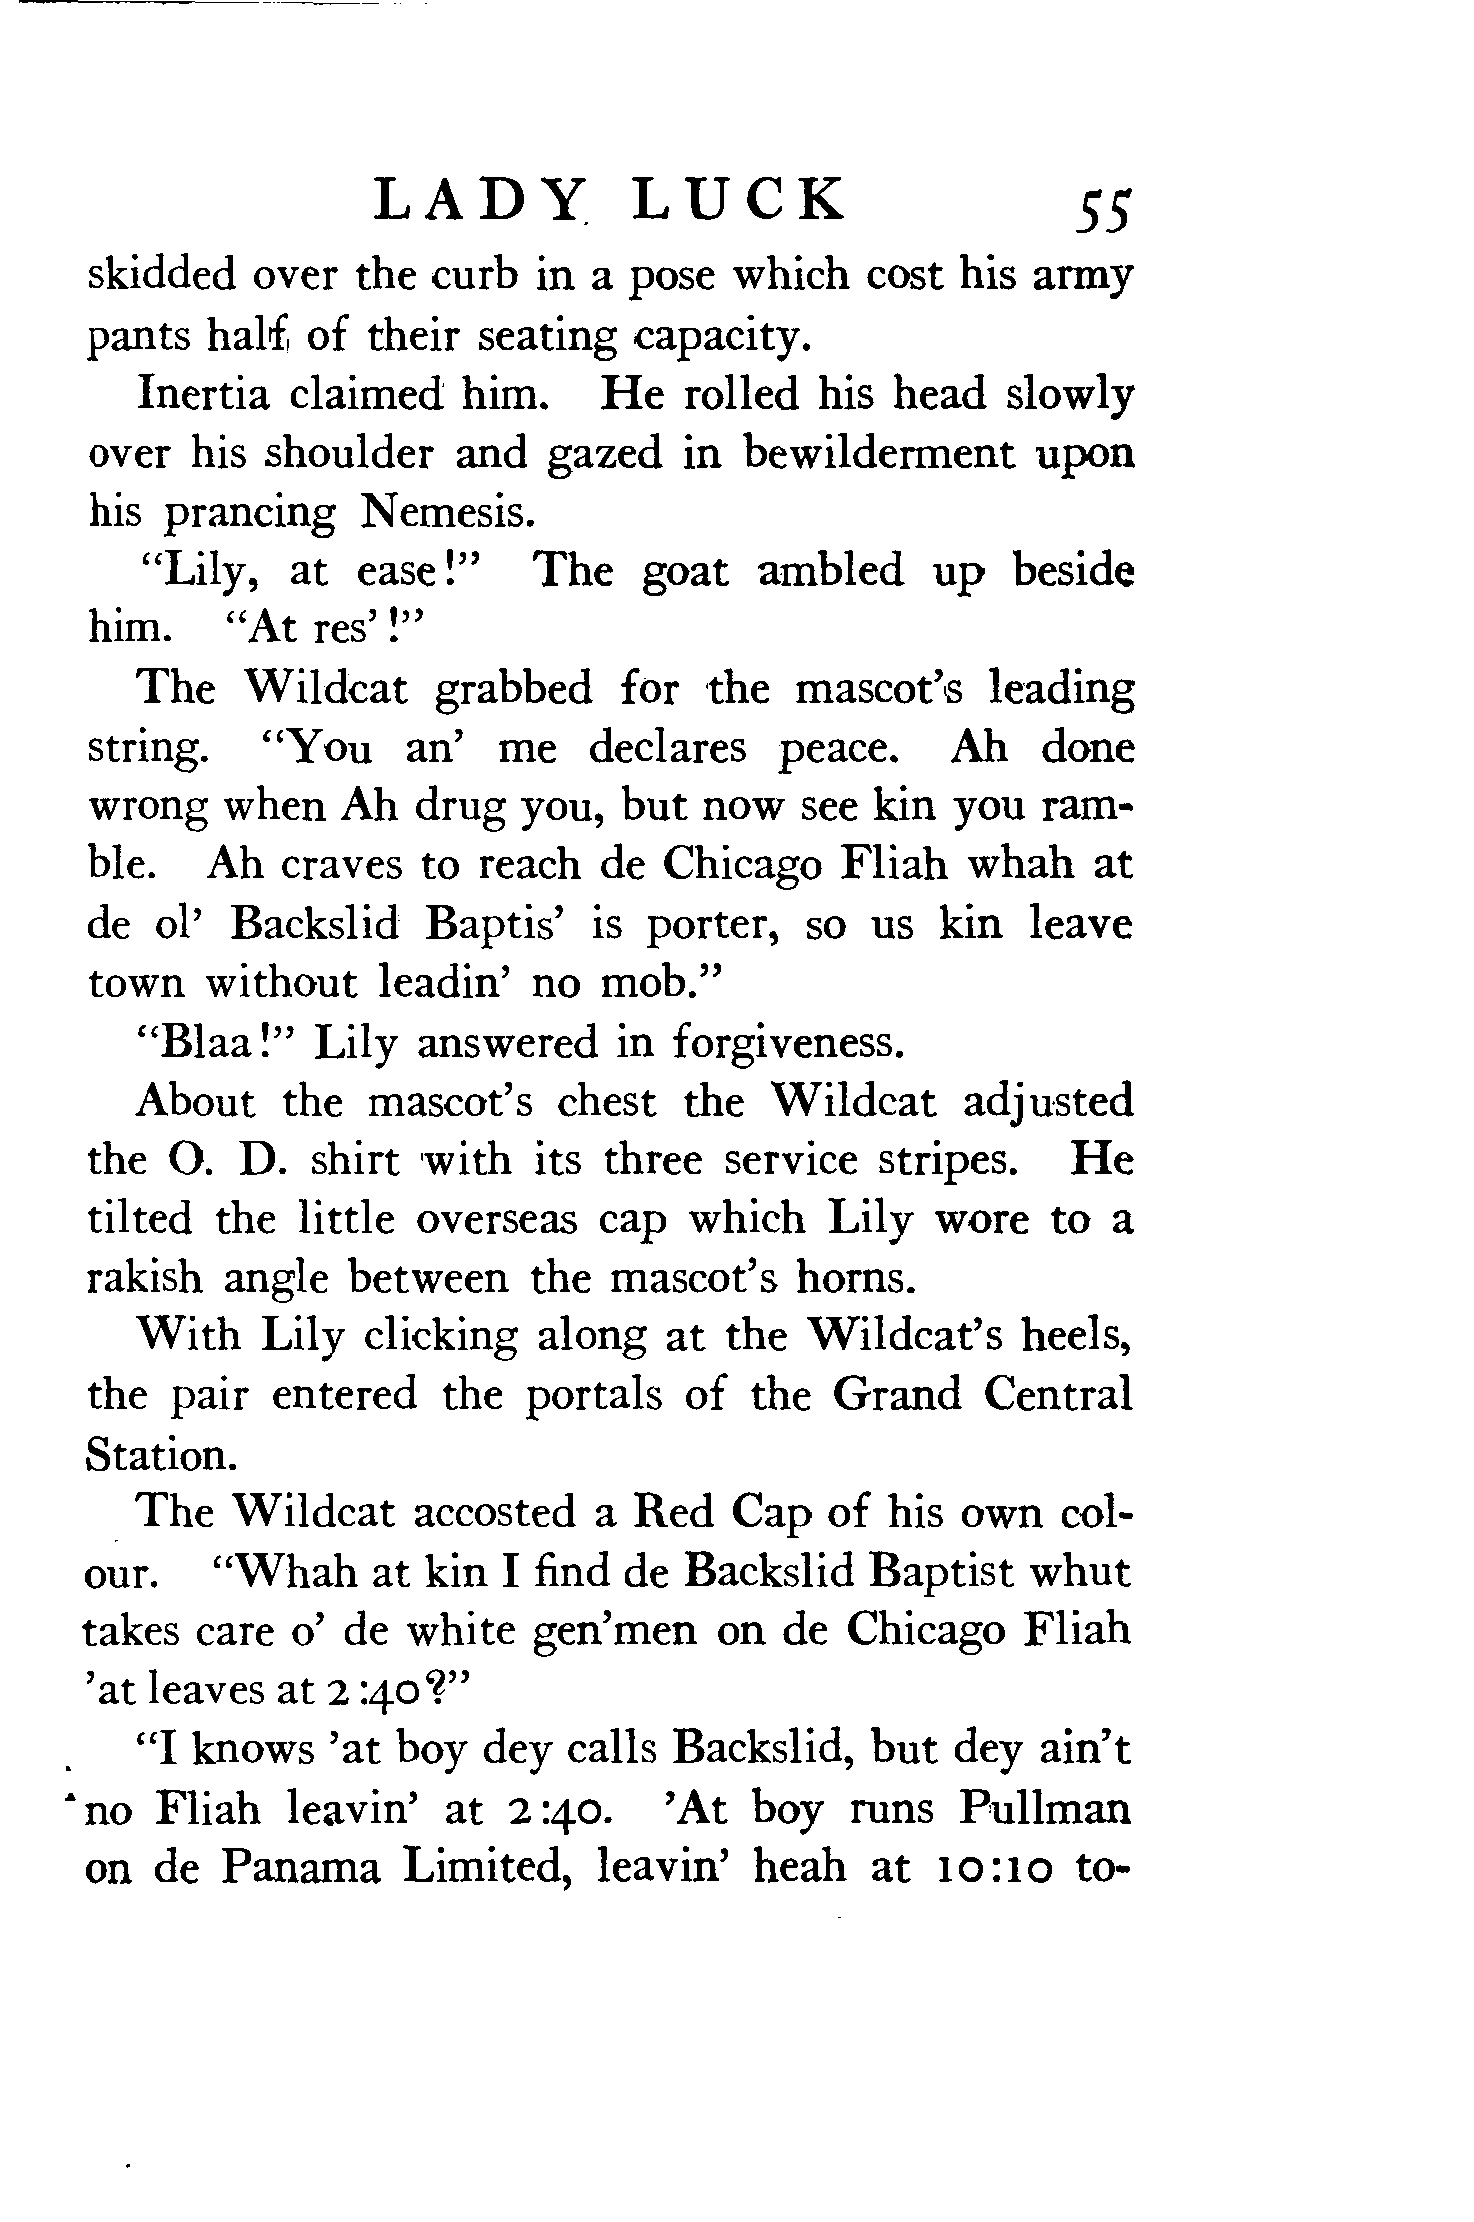 LADY LUCK 55
skidded over the curb in a pose which cost his army
pants half of their seating capacity.
Inertia claimed him. He rolled his head slowly
over his shoulder and gazed in bewilderment upon
his prancing Nemesis.
“Lily, at ease!” The goat ambled up beside
him. “At res’!”
The Wildcat grabbed for the mascot’s leading
string. “You an’ me declares peace. Ah done
wrong when Ah drug you, but now see kin you ram-
ble. Ah craves to reach de Chicago Fliah whah at
de ol’ Backslid Baptis’ is porter, so us kin leave
town without leadin’ no mob.”
“Blaa!” Lily answered in forgiveness.
About the mascot’s chest the Wildcat adjusted
the O. D. shirt with its three service stripes. He
tilted the little overseas cap which Lily wore to a
rakish angle between the mascot’s horns.
With Lily clicking along at the Wildcat’s heels,
the pair entered the portals of the Grand Central
Station.
The Wildcat accosted a Red Cap of his own col-
our. “Whah at kin I find de Backslid Baptist whut
takes care o’ de white gen’men on de Chicago Fliah
’at leaves at 2:40?”
“I knows ’at boy dey calls Backslid, but dey ain’t
no Fliah leavin’ at 2:40. ’At boy runs Pullman
on de Panama Limited, leavin’ heah at 10:10 to-